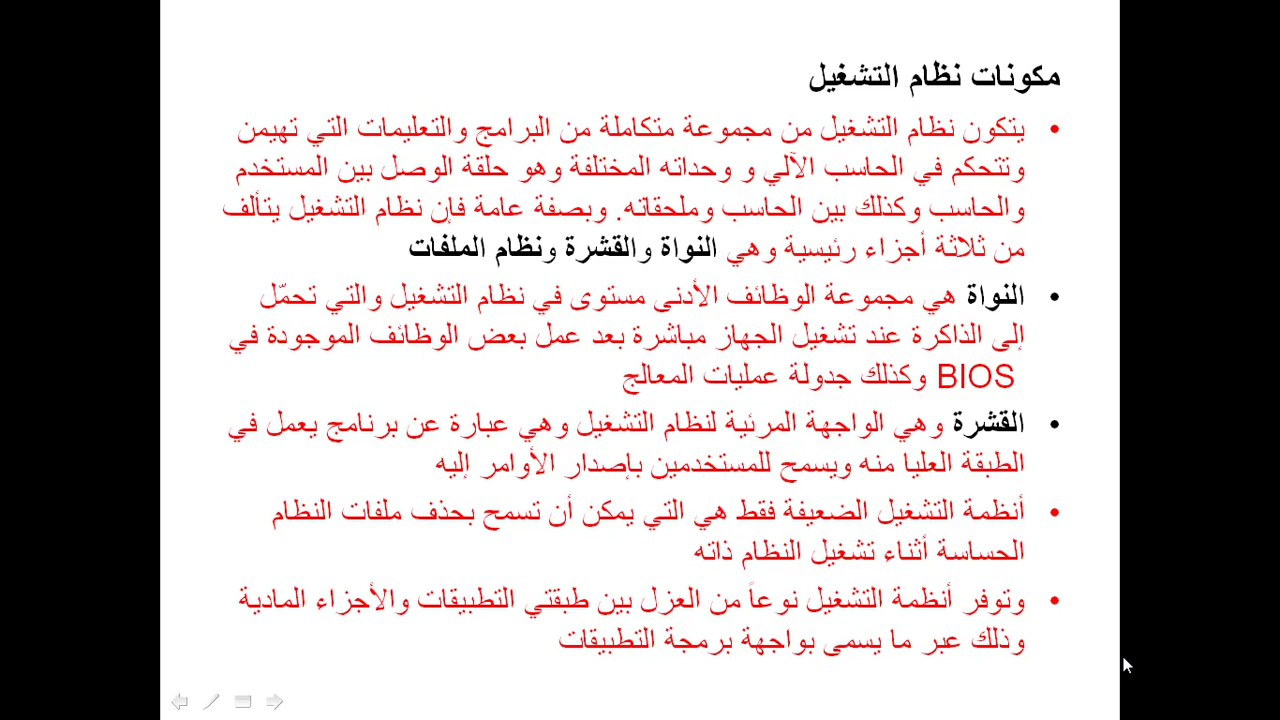 مكونات نظام التشغيل
• يتكون نظام التشغيل من مجموعة متكاملة من البرامج والتعليمات التي تهيمن
وتتحكم في الحاسب الآلي و وحداته المختلفة وهو حلقة الوصل بين المستخدم
والحاسب وكذلك بين الحاسب وملحقاته. وبصفة عامة فإن نظام التشغيل يتألف
من ثلاثة أجزاء رئيسية وهي النواة والقشرة ونظام الملفات
• النواة هي مجموعة الوظائف الأدنى مستوى في نظام التشغيل والتي تحمّل
إلى الذاكرة عند تشغيل الجهاز مباشرة بعد عمل بعض الوظائف الموجودة في
BIOS وكذلك جدولة عمليات المعالج
• القشرة وهي الواجهة المرئية لنظام التشغيل وهي عبارة عن برنامج يعمل في
الطبقة العليا منه ويسمح للمستخدمين بإصدار الأوامر إليه
• أنظمة التشغيل الضعيفة فقط هي التي يمكن أن تسمح بحذف ملفات النظام
الحساسة أثناء تشغيل النظام ذاته
• وتوفر أنظمة التشغيل نوعاً من العزل بين طبقتي التطبيقات والأجزاء المادية
وذلك عبر ما يسمى بواجهة برمجة التطبيقات